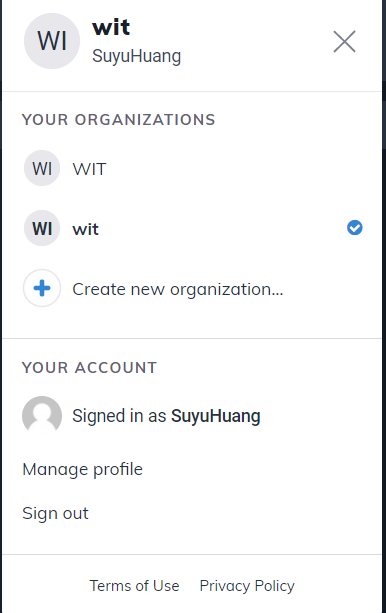 WI
wit
SuyuHuang
YOUR ORGANIZATIONS
WI WIT
WI wit
Create new organization...
YOUR ACCOUNT
Signed in as SuyuHuang
Manage profile
Sign out
Terms of Use Privacy Policy